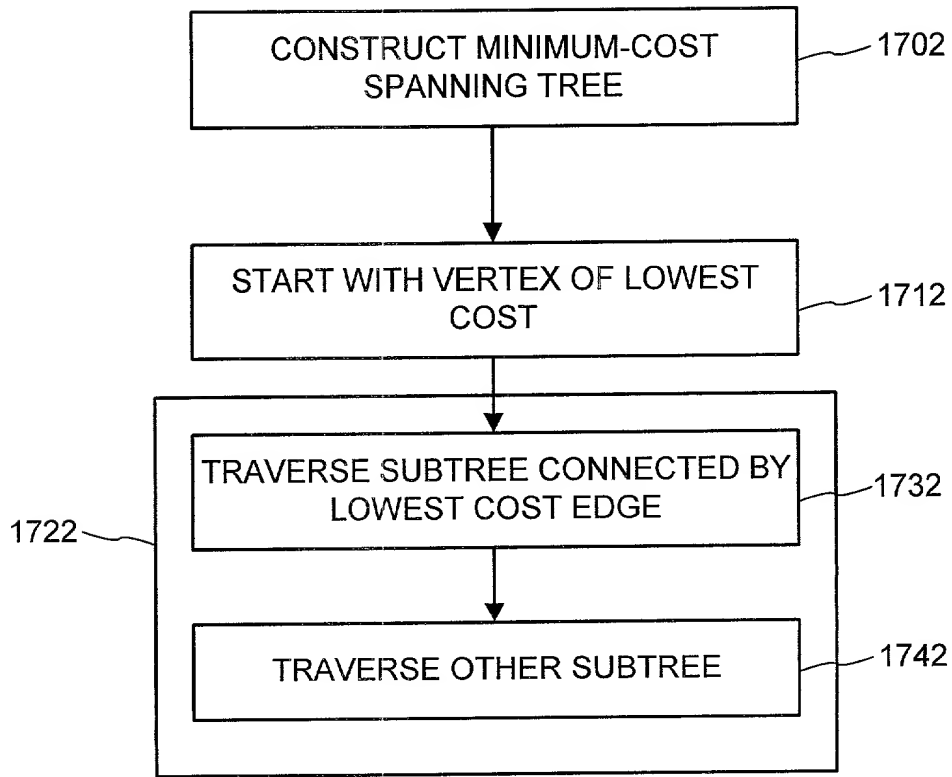 CONSTRUCT MINIMUM-COST
SPANNING TREE
1702
START WITH VERTEX OF LOWEST
COST
1712
TRAVERSE SUBTREE CONNECTED BY
LOWEST COST EDGE
1732
1722
TRAVERSE OTHER SUBTREE
1742